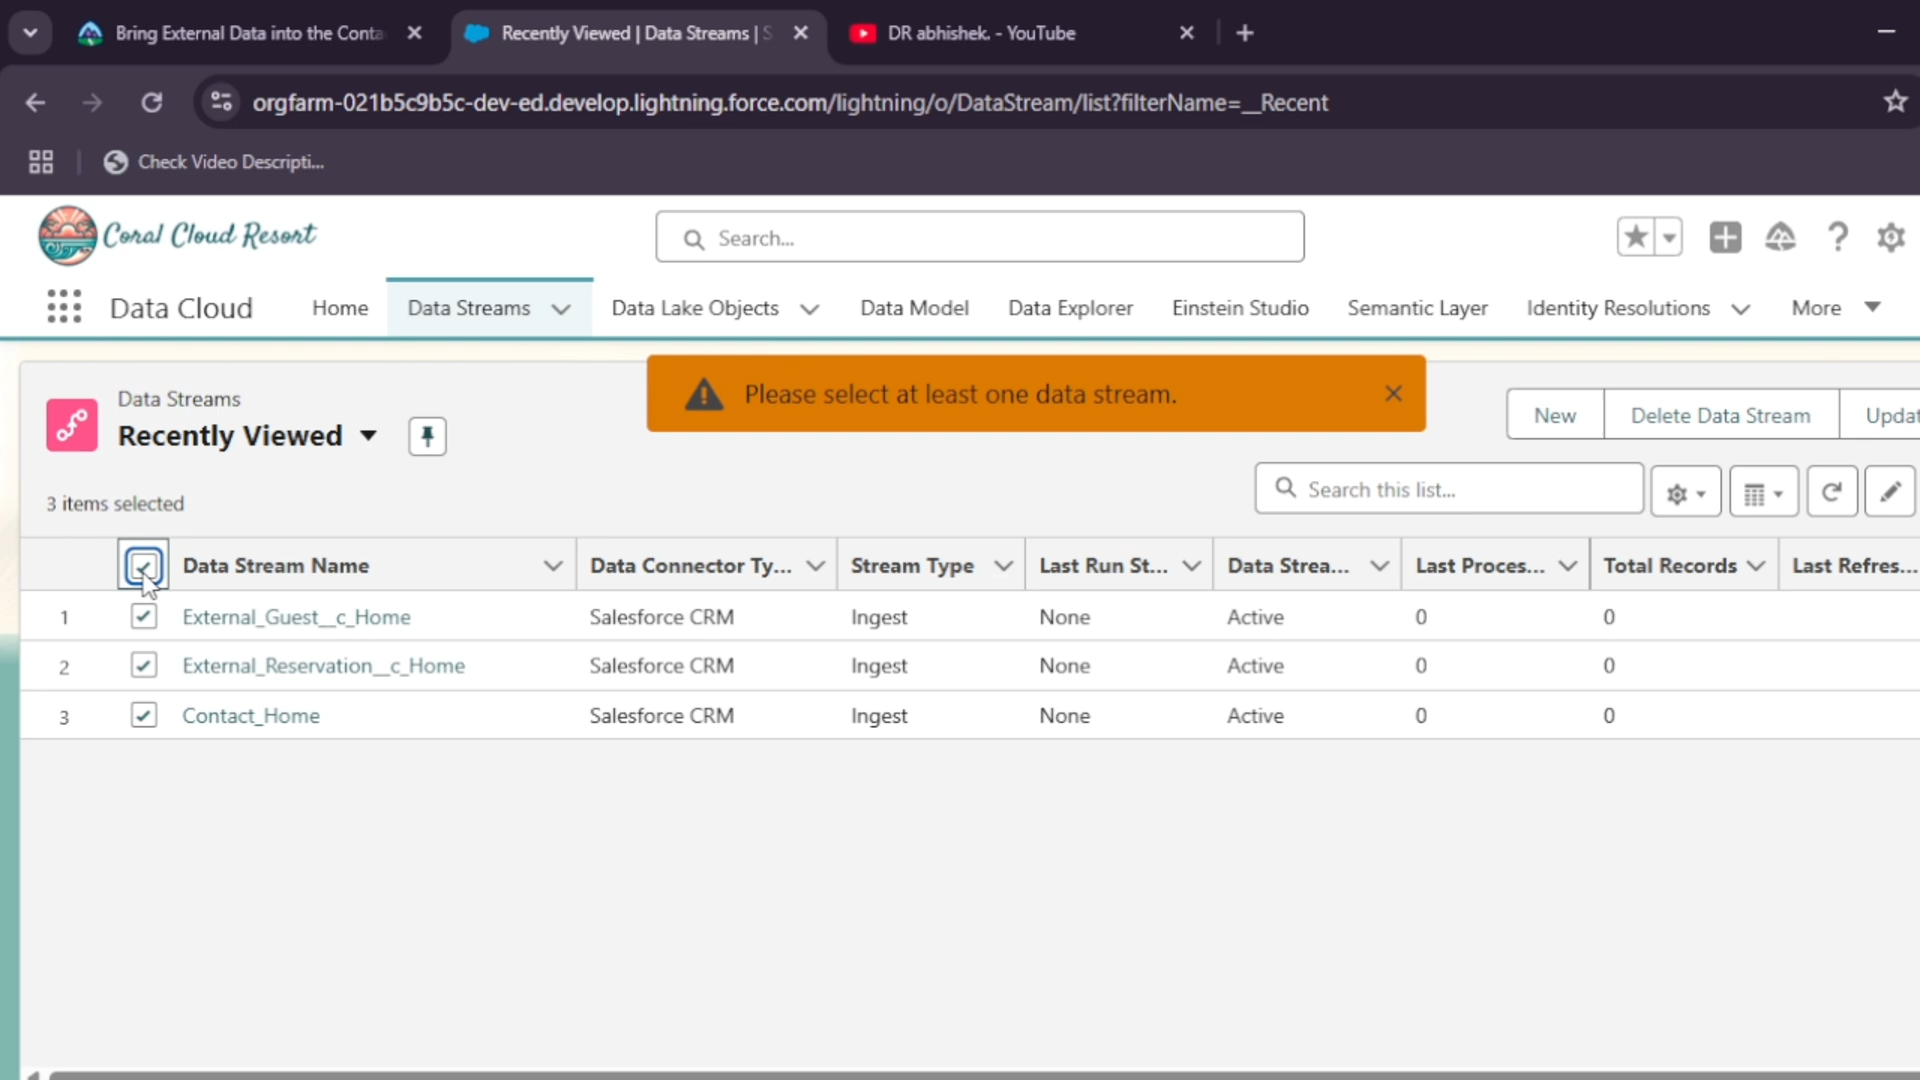 Bring External Data into the Conta
Recently Viewed | Data Streams | S
DR abhishek. - YouTube
orgfarm-021b5c9b5c-dev-ed.develop.lightning.force.com/lightning/o/DataStream/list?filterName=__Recent
Check Video Descripti...
Coral Cloud Resort
Search...
Data Cloud
Home
Data Streams
Data Lake Objects
Data Model
Data Explorer
Einstein Studio
Semantic Layer
Identity Resolutions
More
Data Streams
Recently Viewed
Please select at least one data stream.
New
Delete Data Stream
Updat
3 items selected
Search this list...
Data Stream Name
Data Connector Ty...
Stream Type
Last Run St...
Data Strea...
Last Proces...
Total Records
Last Refres...
1 External_Guest__c_Home Salesforce CRM Ingest None Active 0 0
2 External_Reservation__c_Home Salesforce CRM Ingest None Active 0 0
3 Contact_Home Salesforce CRM Ingest None Active 0 0